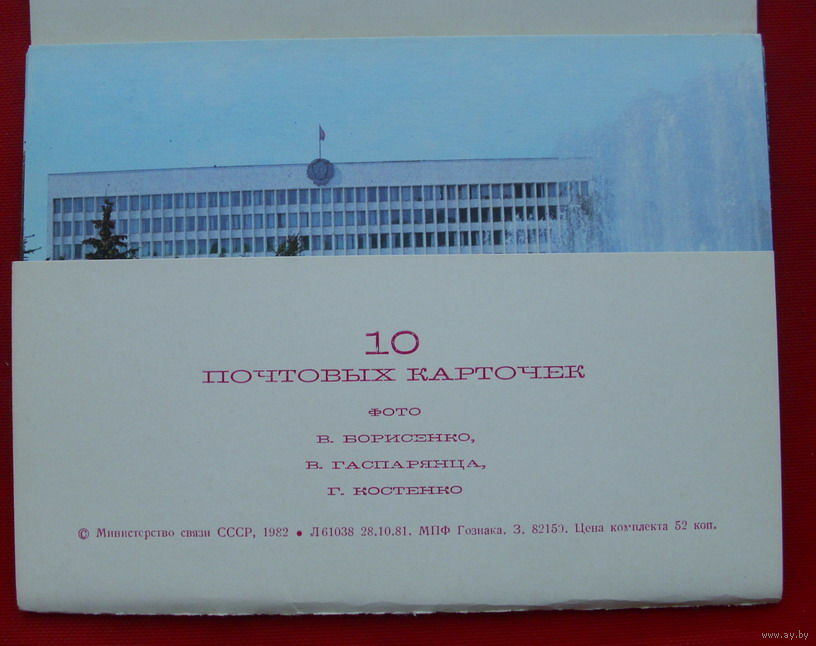 10
ПОЧТОВЫХ КАРТОЧЕК
ФОТО
В. БОРИСЕНКО,
В. ГАСПАРЯНЦА,
Г. КОСТЕНКО
© Министерство связи СССР, 1982 ● Л 61038 28.10.81. МПФ Гознака. З. 82159. Цена комплекта 52 коп.
www.ay.by